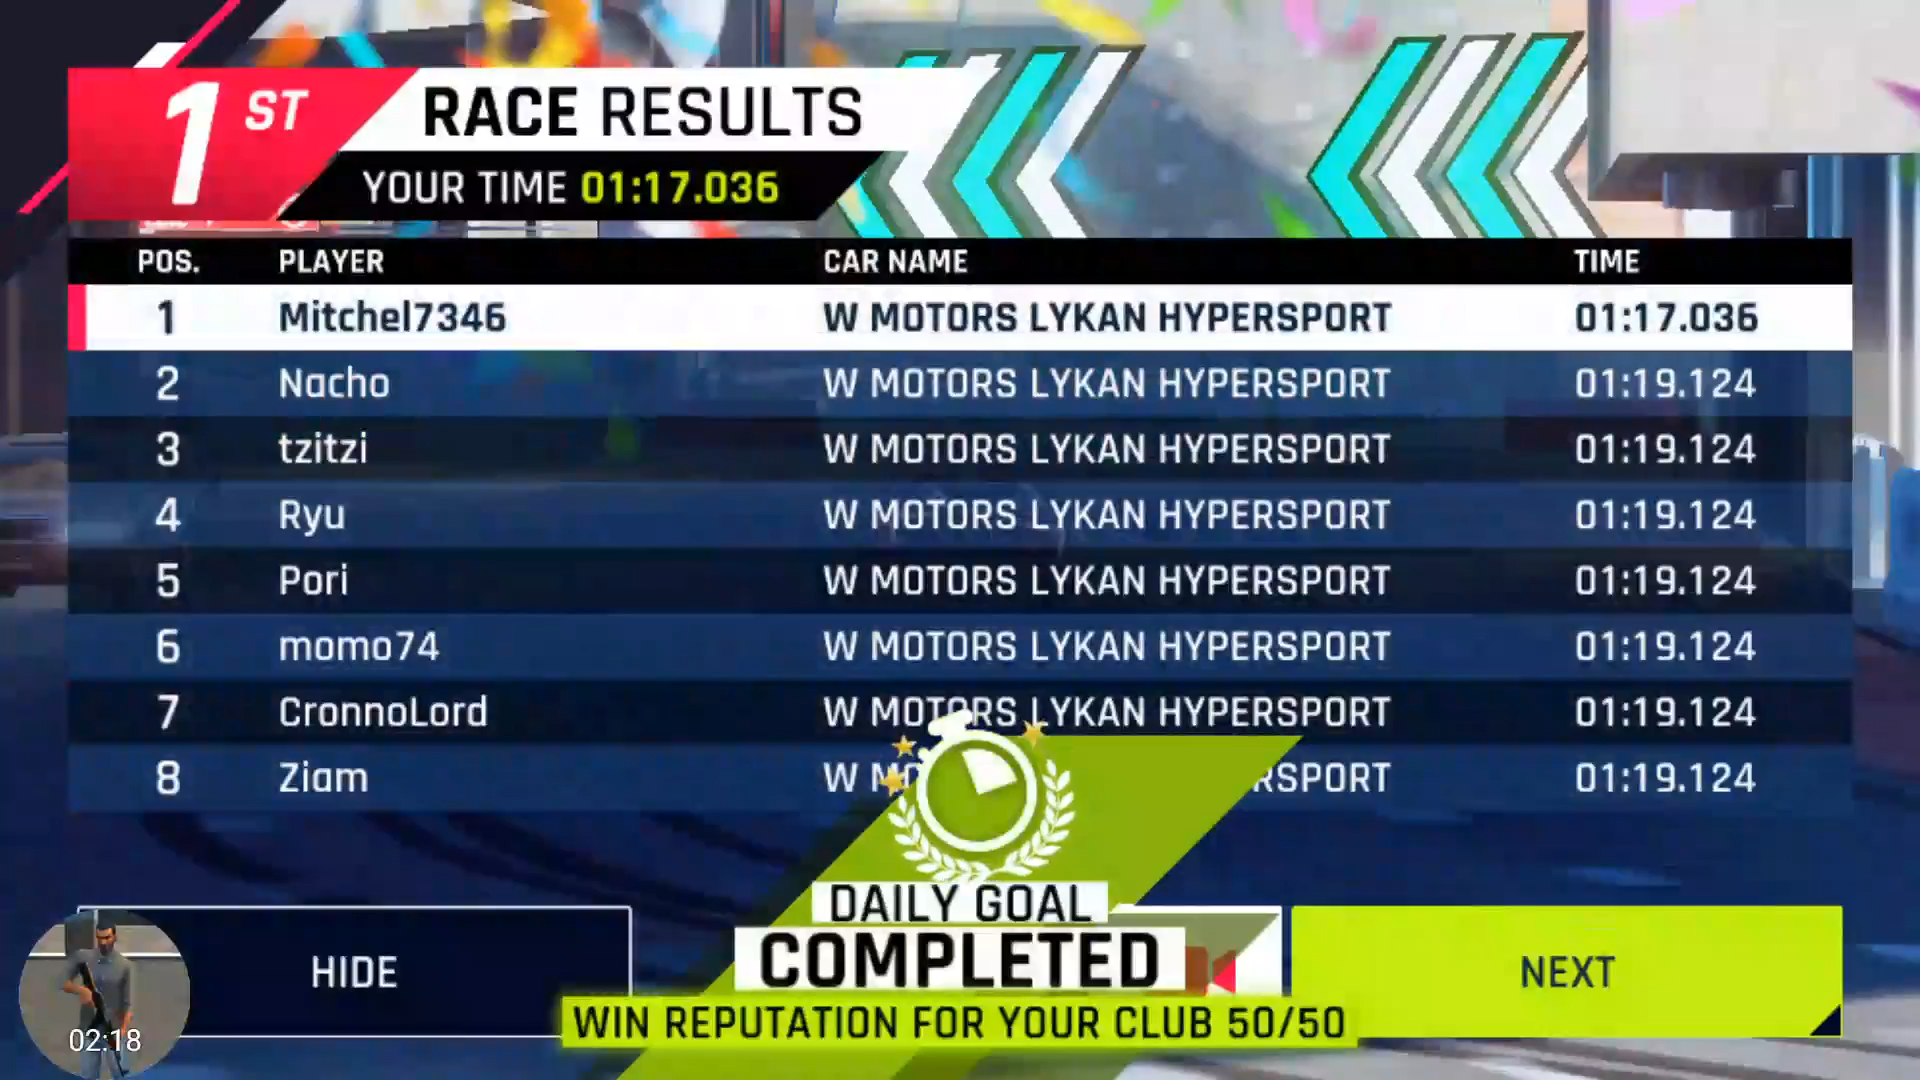 1 ST
RACE RESULTS
YOUR TIME 01:17.036
POS. PLAYER CAR NAME TIME
1 Mitchel7346 W MOTORS LYKAN HYPERSPORT 01:17.036
2 Nacho W MOTORS LYKAN HYPERSPORT 01:19.124
3 tzitzi W MOTORS LYKAN HYPERSPORT 01:19.124
4 Ryu W MOTORS LYKAN HYPERSPORT 01:19.124
5 Pori W MOTORS LYKAN HYPERSPORT 01:19.124
6 momo74 W MOTORS LYKAN HYPERSPORT 01:19.124
7 CronnoLord W MOTORS LYKAN HYPERSPORT 01:19.124
8 Ziam W 01:19.124
DAILY GOAL
COMPLETED
WIN REPUTATION FOR YOUR CLUB 50/50
HIDE
NEXT
02:18